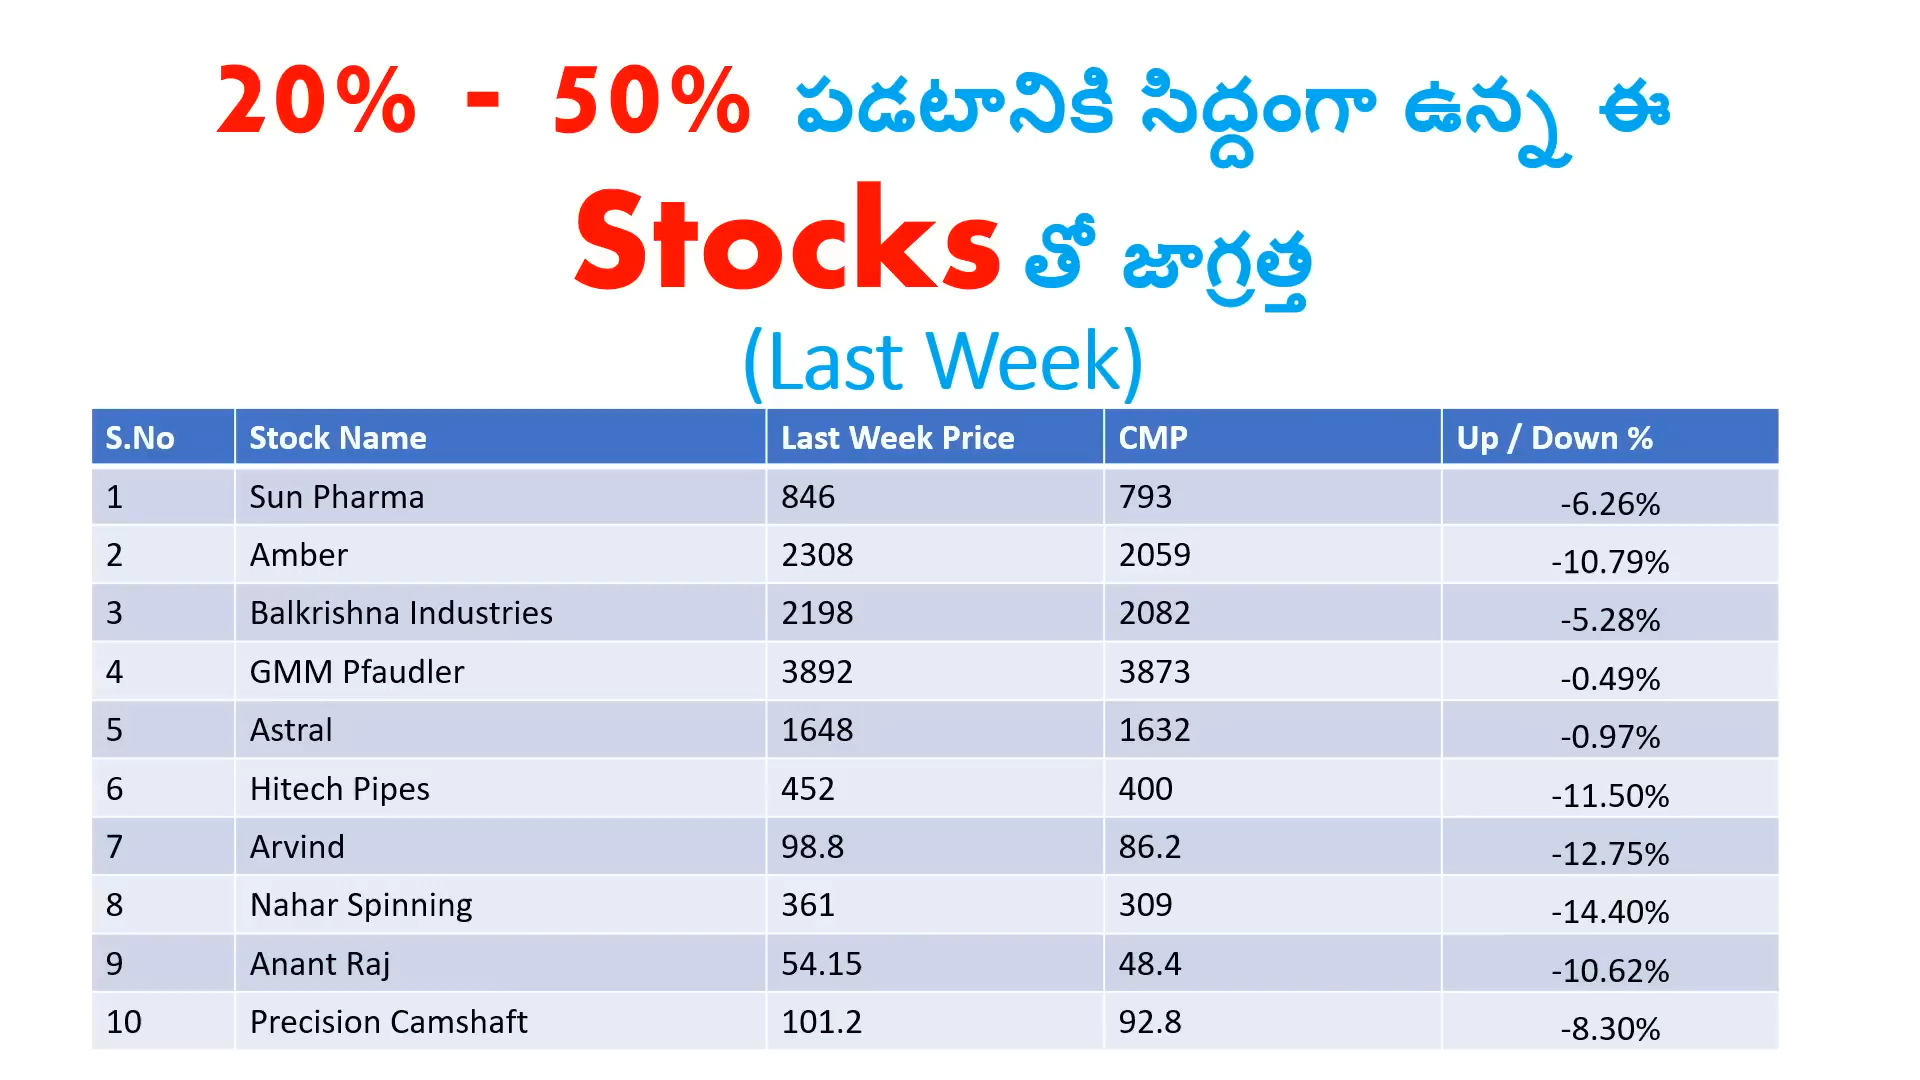 20% - 50% పడటానికి సిద్దంగా ఉన్న ఈ
Stocks తో జాగ్రత్త
(Last Week)
S.No Stock Name Last Week Price CMP Up / Down %
1 Sun Pharma 846 793 -6.26%
2 Amber 2308 2059 -10.79%
3 Balkrishna Industries 2198 2082 -5.28%
4 GMM Pfaudler 3892 3873 -0.49%
5 Astral 1648 1632 -0.97%
6 Hitech Pipes 452 400 -11.50%
7 Arvind 98.8 86.2 -12.75%
8 Nahar Spinning 361 309 -14.40%
9 Anant Raj 54.15 48.4 -10.62%
10 Precision Camshaft 101.2 92.8 -8.30%